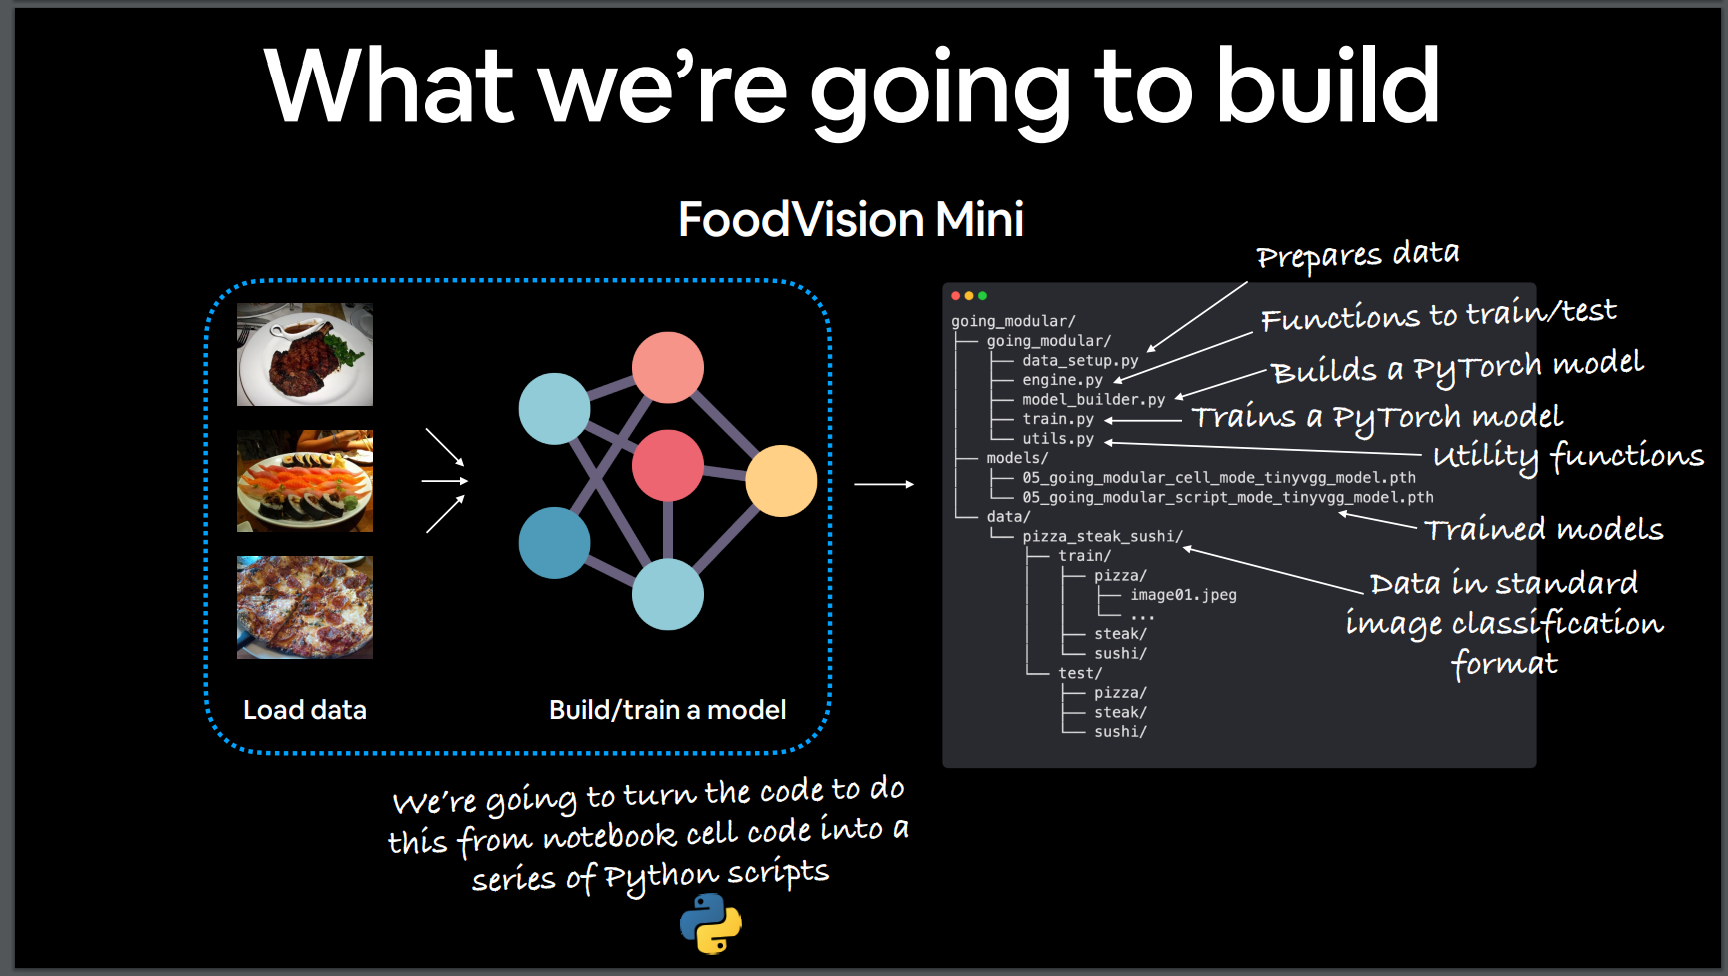 What we're going to build
FoodVision Mini
Load data
Build/train a model
We're going to turn the code to do
this from notebook cell code into a
series of Python scripts
going_modular/
├── going_modular/
│   ├── data_setup.py
│   ├── engine.py
│   ├── model_builder.py
│   ├── train.py
│   └── utils.py
├── models/
│   ├── 05_going_modular_cell_mode_tinyvgg_model.pth
│   └── 05_going_modular_script_mode_tinyvgg_model.pth
└── data/
    └── pizza_steak_sushi/
        ├── train/
        │   ├── pizza/
        │   │   ├── image01.jpeg
        │   │   └── ...
        │   ├── steak/
        │   └── sushi/
        └── test/
            ├── pizza/
            ├── steak/
            └── sushi/
Prepares data
Functions to train/test
Builds a PyTorch model
Trains a PyTorch model
Utility functions
Trained models
Data in standard
image classification
format